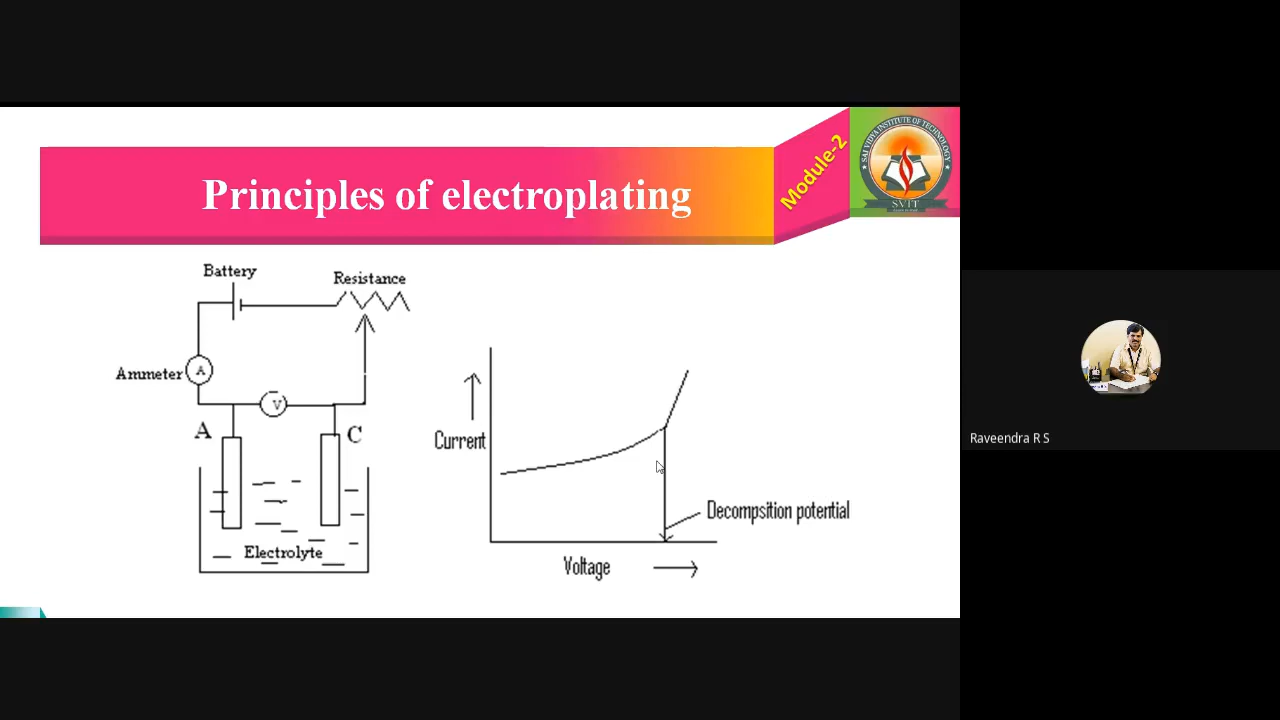 Principles of electroplating
Module-2
SAI VIDYA INSTITUTE OF TECHNOLOGY
SVIT
Battery
Resistance
Ammeter
A
V
A
C
Electrolyte
Current
Decompsition potential
Voltage
Raveendra R S